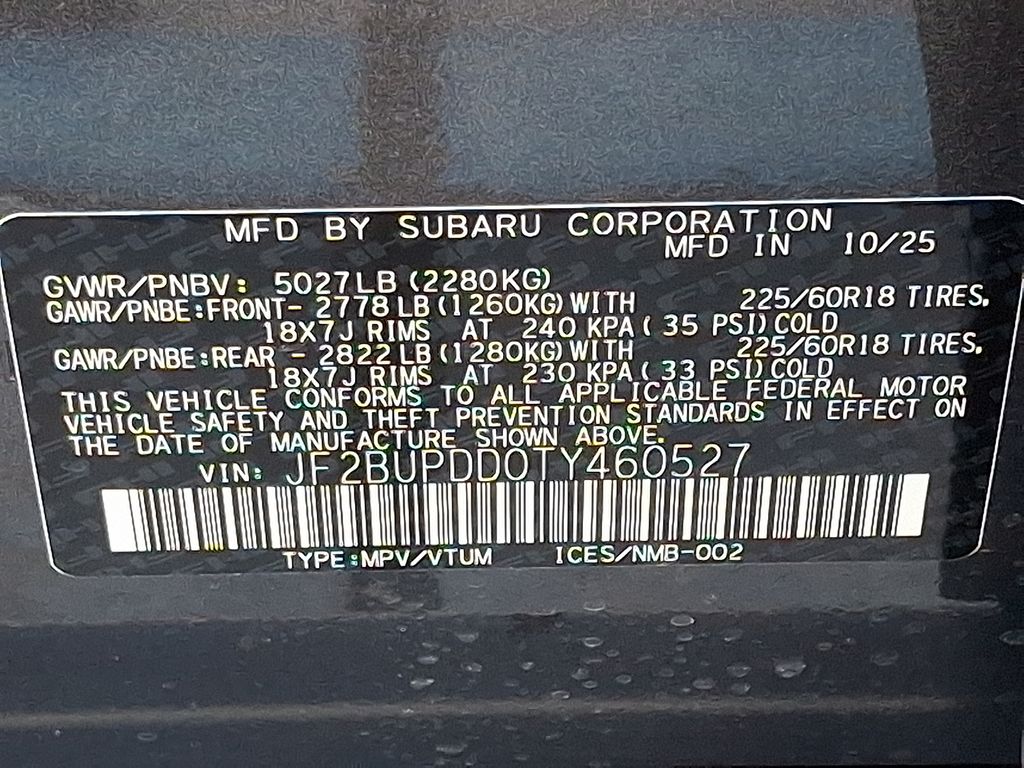 MFD BY SUBARU CORPORATION
MFD IN 10/25
GVWR/PNBV: 5027LB (2280KG)
GAWR/PNBE:FRONT- 2778 LB (1260KG) WITH 225/60R18 TIRES.
18X7J RIMS AT 240 KPA ( 35 PSI) COLD
GAWR/PNBE:REAR - 2822 LB (1280KG) WITH 225/60R18 TIRES.
18X7J RIMS AT 230 KPA ( 33 PSI) COLD
THIS VEHICLE CONFORMS TO ALL APPLICABLE FEDERAL MOTOR
VEHICLE SAFETY AND THEFT PREVENTION STANDARDS IN EFFECT ON
THE DATE OF MANUFACTURE SHOWN ABOVE.
VIN: JF2BUPDD0TY460527
TYPE:MPV/VTUM ICES/NMB-002